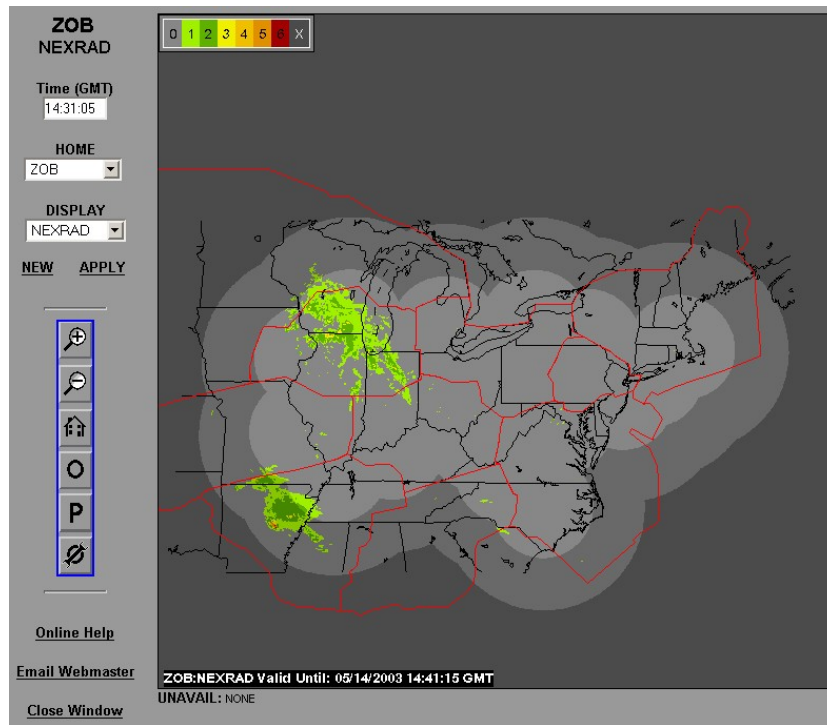 ZOB
NEXRAD
Time (GMT)
14:31:05
HOME
ZOB
DISPLAY
NEXRAD
NEW APPLY
O
P
Online Help
Email Webmaster
Close Window
0 1 2 3 4 5 6 X
ZOB:NEXRAD Valid Until: 05/14/2003 14:41:15 GMT
UNAVAIL: NONE